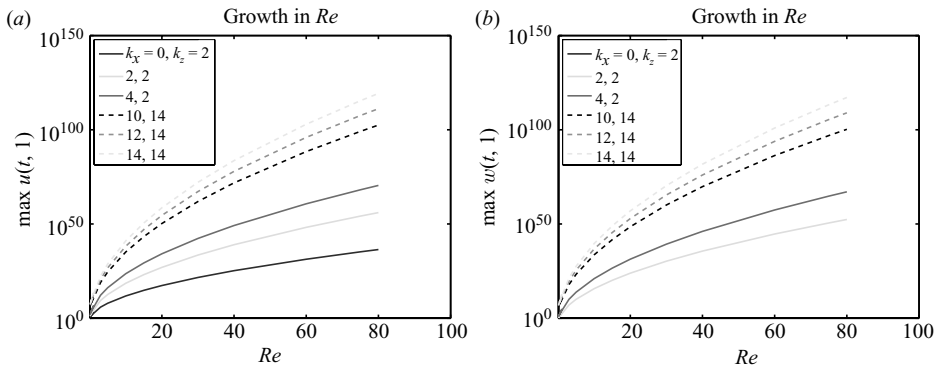 (a)
Growth in Re
10^150
10^100
10^50
10^0
max u(t, 1)
k_x = 0, k_z = 2
2, 2
4, 2
10, 14
12, 14
14, 14
20
40
60
80
100
Re
(b)
Growth in Re
10^150
10^100
10^50
10^0
max w(t, 1)
k_x = 0, k_z = 2
2, 2
4, 2
10, 14
12, 14
14, 14
20
40
60
80
100
Re